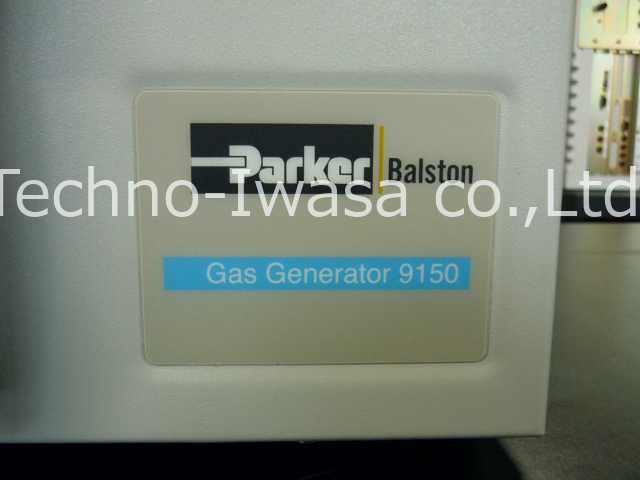 Parker Balston
Techno-Iwasa co.,Ltd
Gas Generator 9150